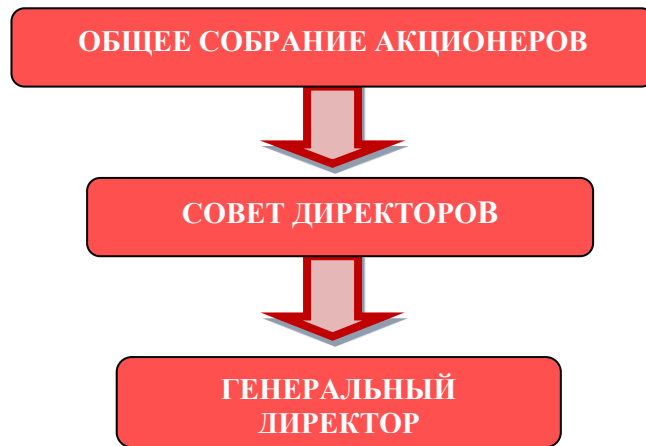 ОБЩЕЕ СОБРАНИЕ АКЦИОНЕРОВ
СОВЕТ ДИРЕКТОРОВ
ГЕНЕРАЛЬНЫЙ
ДИРЕКТОР